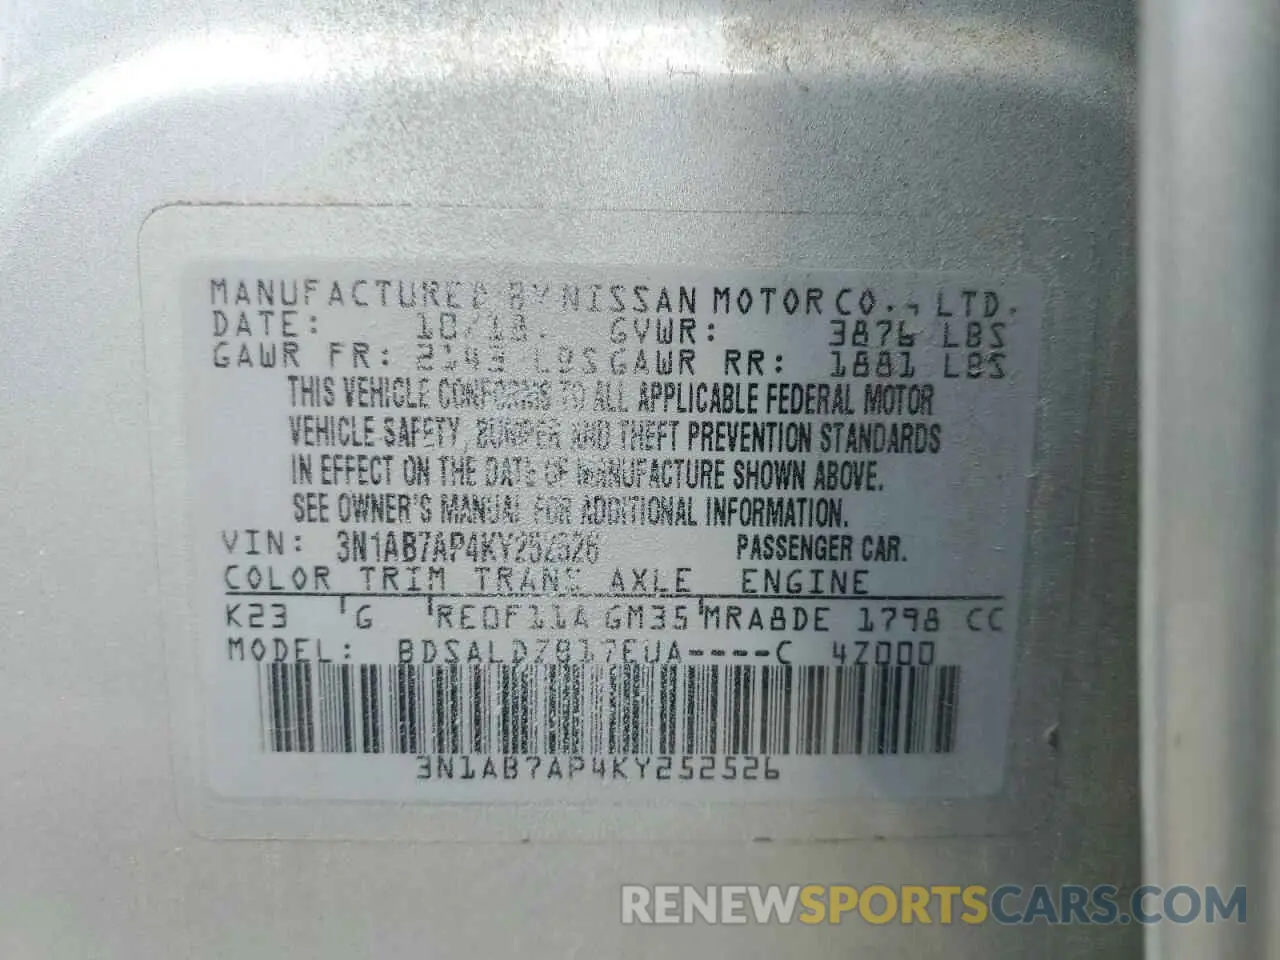 MANUFACTURED BY NISSAN MOTOR CO., LTD.
DATE: 10/18. GVWR: 3876 LBS
GAWR FR: 2143 LBS GAWR RR: 1881 LBS
THIS VEHICLE CONFORMS TO ALL APPLICABLE FEDERAL MOTOR
VEHICLE SAFETY, BUMPER AND THEFT PREVENTION STANDARDS
IN EFFECT ON THE DATE OF MANUFACTURE SHOWN ABOVE.
SEE OWNER'S MANUAL FOR ADDITIONAL INFORMATION.
VIN: 3N1AB7AP4KY252526 PASSENGER CAR.
COLOR TRIM TRANS AXLE ENGINE
K23 G RE0F11A GM35 MRA8DE 1798 CC
MODEL: BDSALDZB17EUA----C 4Z000
3N1AB7AP4KY252526
RENEWSPORTSCARS.COM